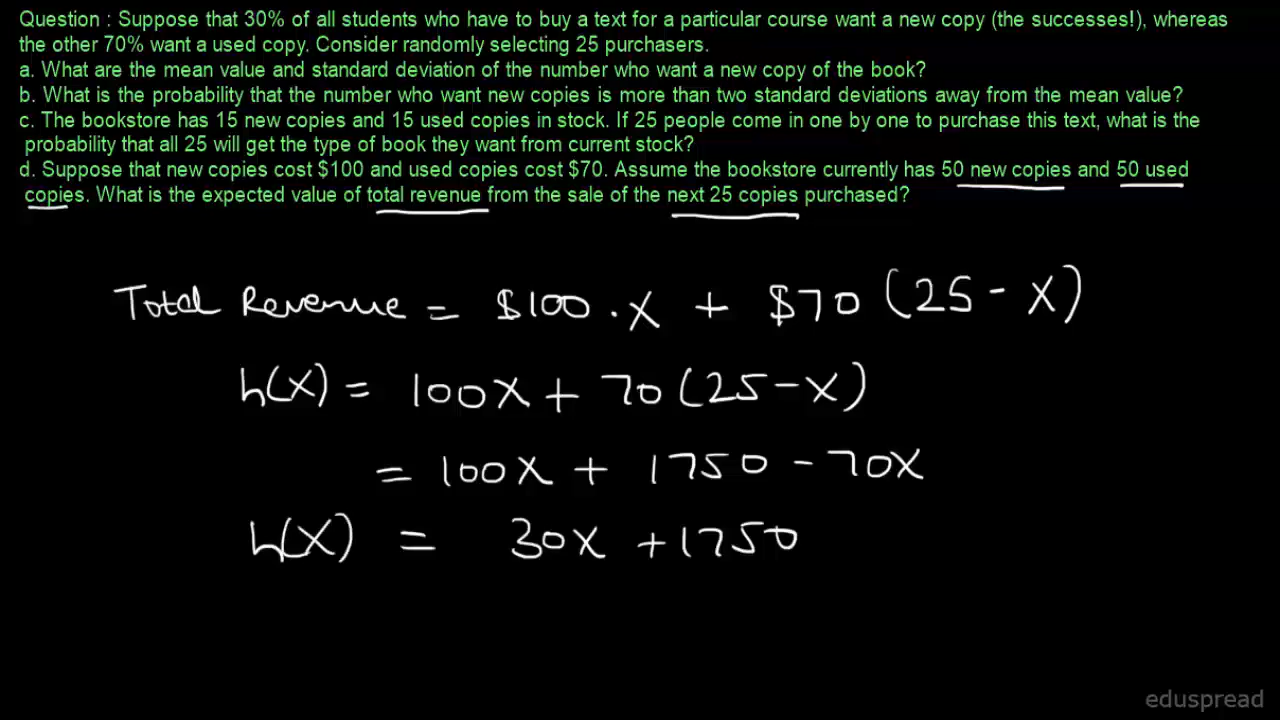 Question : Suppose that 30% of all students who have to buy a text for a particular course want a new copy (the successes!), whereas
the other 70% want a used copy. Consider randomly selecting 25 purchasers.
a. What are the mean value and standard deviation of the number who want a new copy of the book?
b. What is the probability that the number who want new copies is more than two standard deviations away from the mean value?
c. The bookstore has 15 new copies and 15 used copies in stock. If 25 people come in one by one to purchase this text, what is the
probability that all 25 will get the type of book they want from current stock?
d. Suppose that new copies cost $100 and used copies cost $70. Assume the bookstore currently has 50 new copies and 50 used
copies. What is the expected value of total revenue from the sale of the next 25 copies purchased?
Total Revenue = $100 . X + $70 (25 - X)
h(X) = 100X + 70 (25 - X)
= 100X + 1750 - 70X
h(X) = 30X + 1750
eduspread